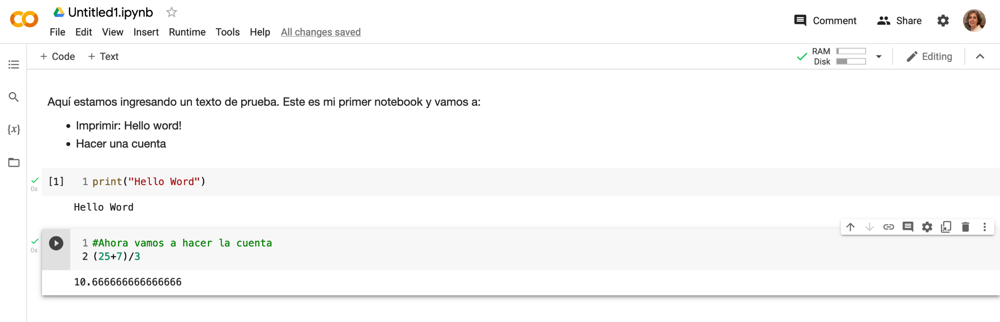 Untitled1.ipynb
File Edit View Insert Runtime Tools Help All changes saved
Comment Share
+ Code + Text
RAM
Disk
Editing
{x}
Aquí estamos ingresando un texto de prueba. Este es mi primer notebook y vamos a:
• Imprimir: Hello word!
• Hacer una cuenta
0s
[1] 1 print("Hello Word")
Hello Word
0s
1 #Ahora vamos a hacer la cuenta
2 (25+7)/3
10.666666666666666